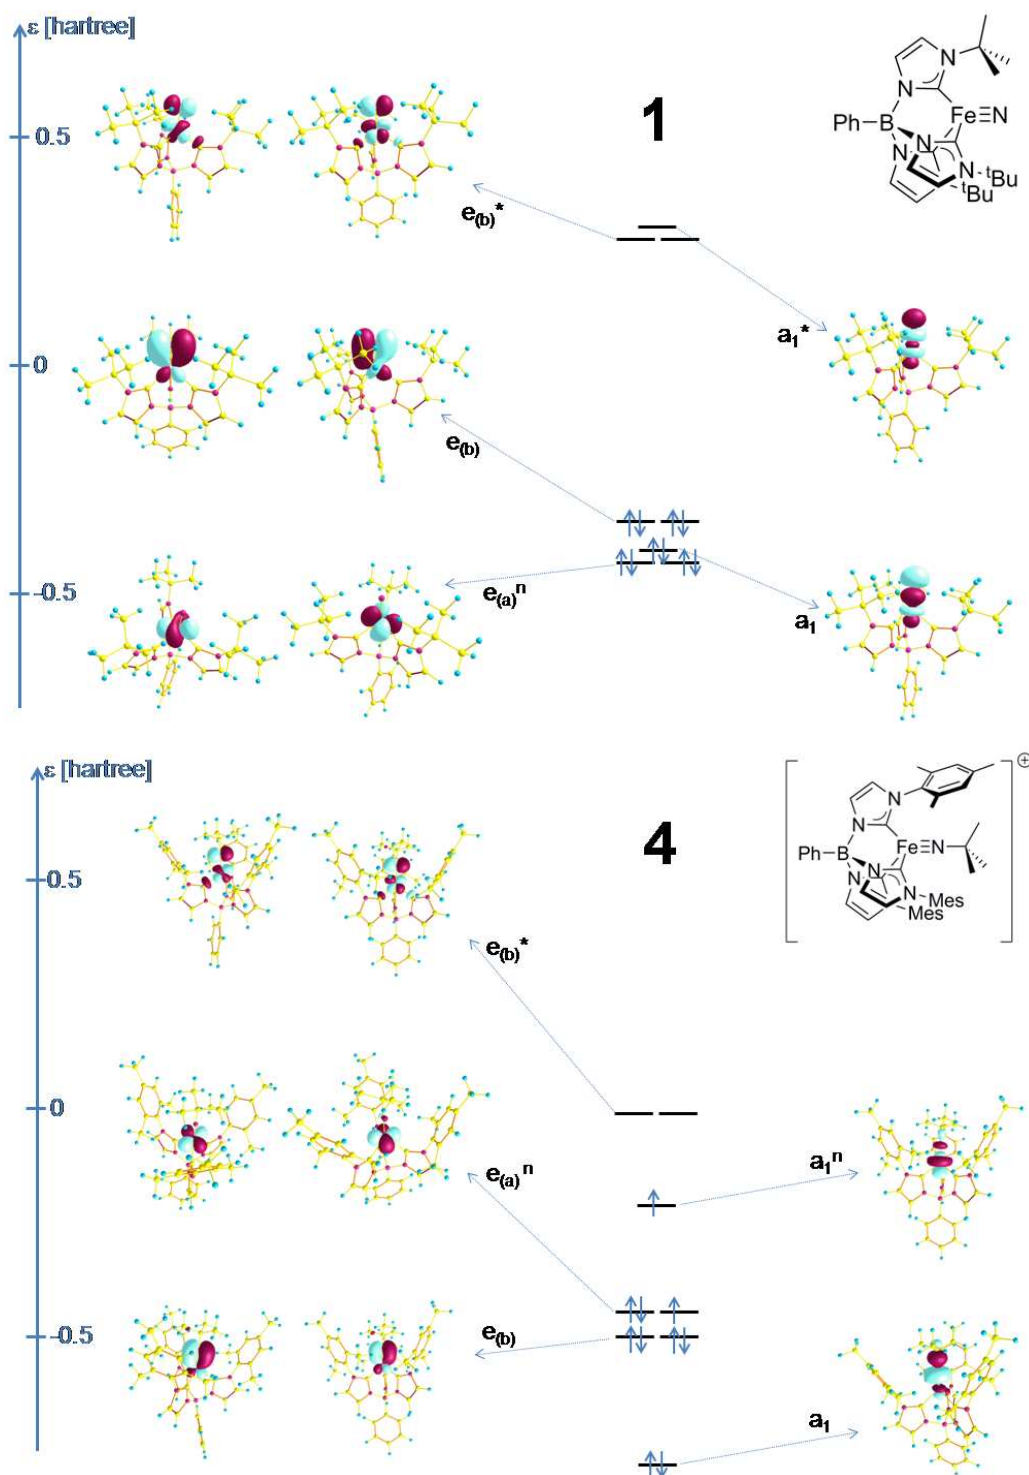 ε [hartree]
0.5
0
-0.5
1
N
N
Ph
B
Fe≡N
N
N
N
N
tBu
tBu
e(b)*
a1*
e(b)
e(a)n
a1
ε [hartree]
0.5
0
-0.5
4
⊕
N
N
Ph
B
Fe≡N
N
N
N
Mes
Mes
e(b)*
a1n
e(a)n
e(b)
a1